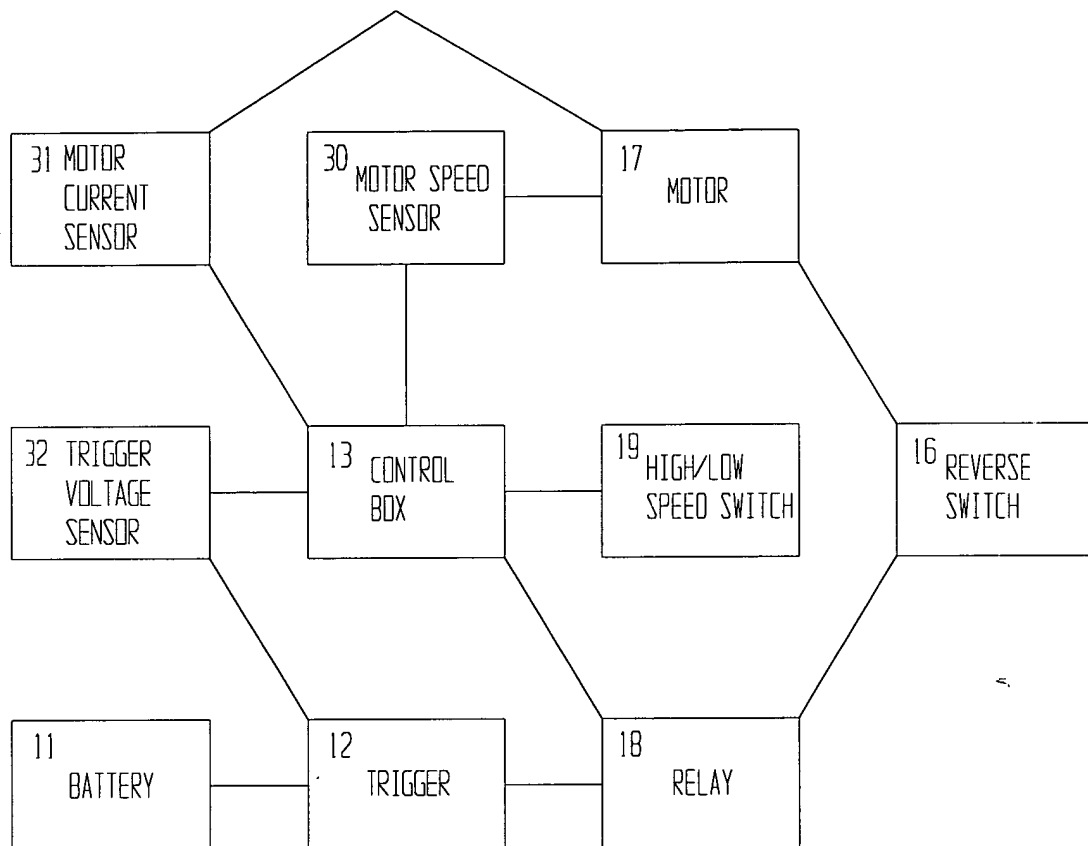 31 MOTOR
CURRENT
SENSOR
30 MOTOR SPEED
SENSOR
17
MOTOR
32 TRIGGER
VOLTAGE
SENSOR
13 CONTROL
BOX
19 HIGH/LOW
SPEED SWITCH
16 REVERSE
SWITCH
11
BATTERY
12
TRIGGER
18
RELAY